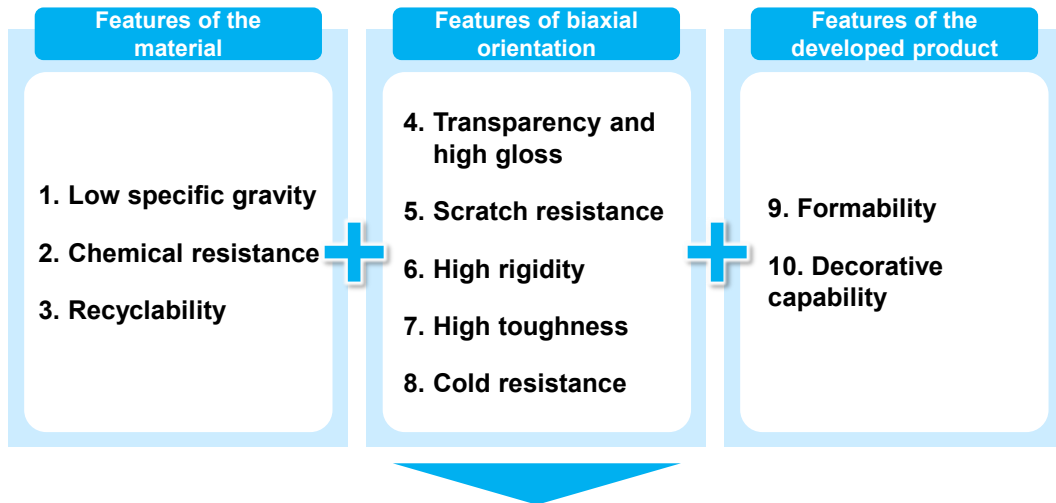 Features of the
material
1. Low specific gravity
2. Chemical resistance
3. Recyclability
Features of biaxial
orientation
4. Transparency and
high gloss
5. Scratch resistance
6. High rigidity
7. High toughness
8. Cold resistance
Features of the
developed product
9. Formability
10. Decorative
capability